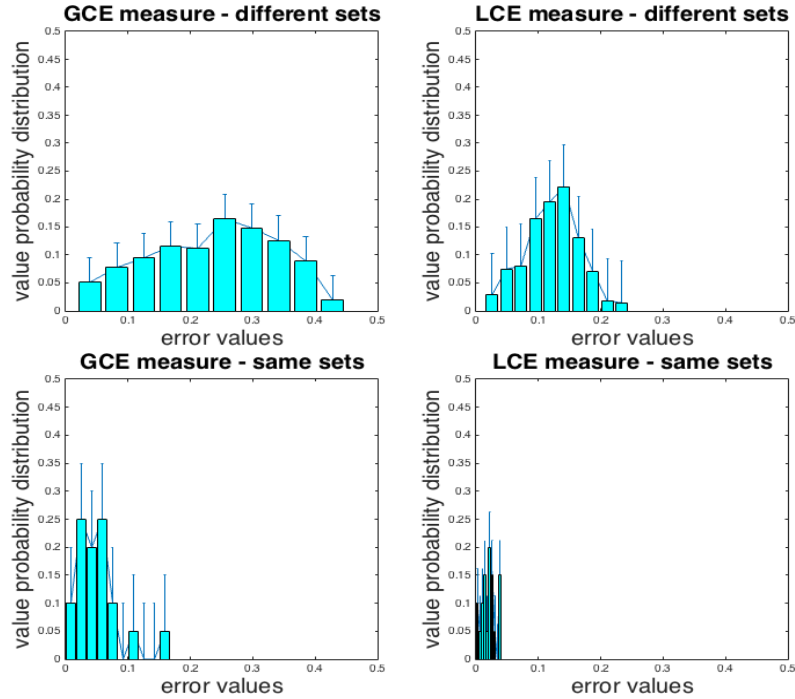 GCE measure - different sets
value probability distribution
0.5
0.45
0.4
0.35
0.3
0.25
0.2
0.15
0.1
0.05
0
0 0.1 0.2 0.3 0.4 0.5
error values
LCE measure - different sets
value probability distribution
0.5
0.45
0.4
0.35
0.3
0.25
0.2
0.15
0.1
0.05
0
0 0.1 0.2 0.3 0.4 0.5
error values
GCE measure - same sets
value probability distribution
0.5
0.45
0.4
0.35
0.3
0.25
0.2
0.15
0.1
0.05
0
0 0.1 0.2 0.3 0.4 0.5
error values
LCE measure - same sets
value probability distribution
0.5
0.45
0.4
0.35
0.3
0.25
0.2
0.15
0.1
0.05
0
0 0.1 0.2 0.3 0.4 0.5
error values